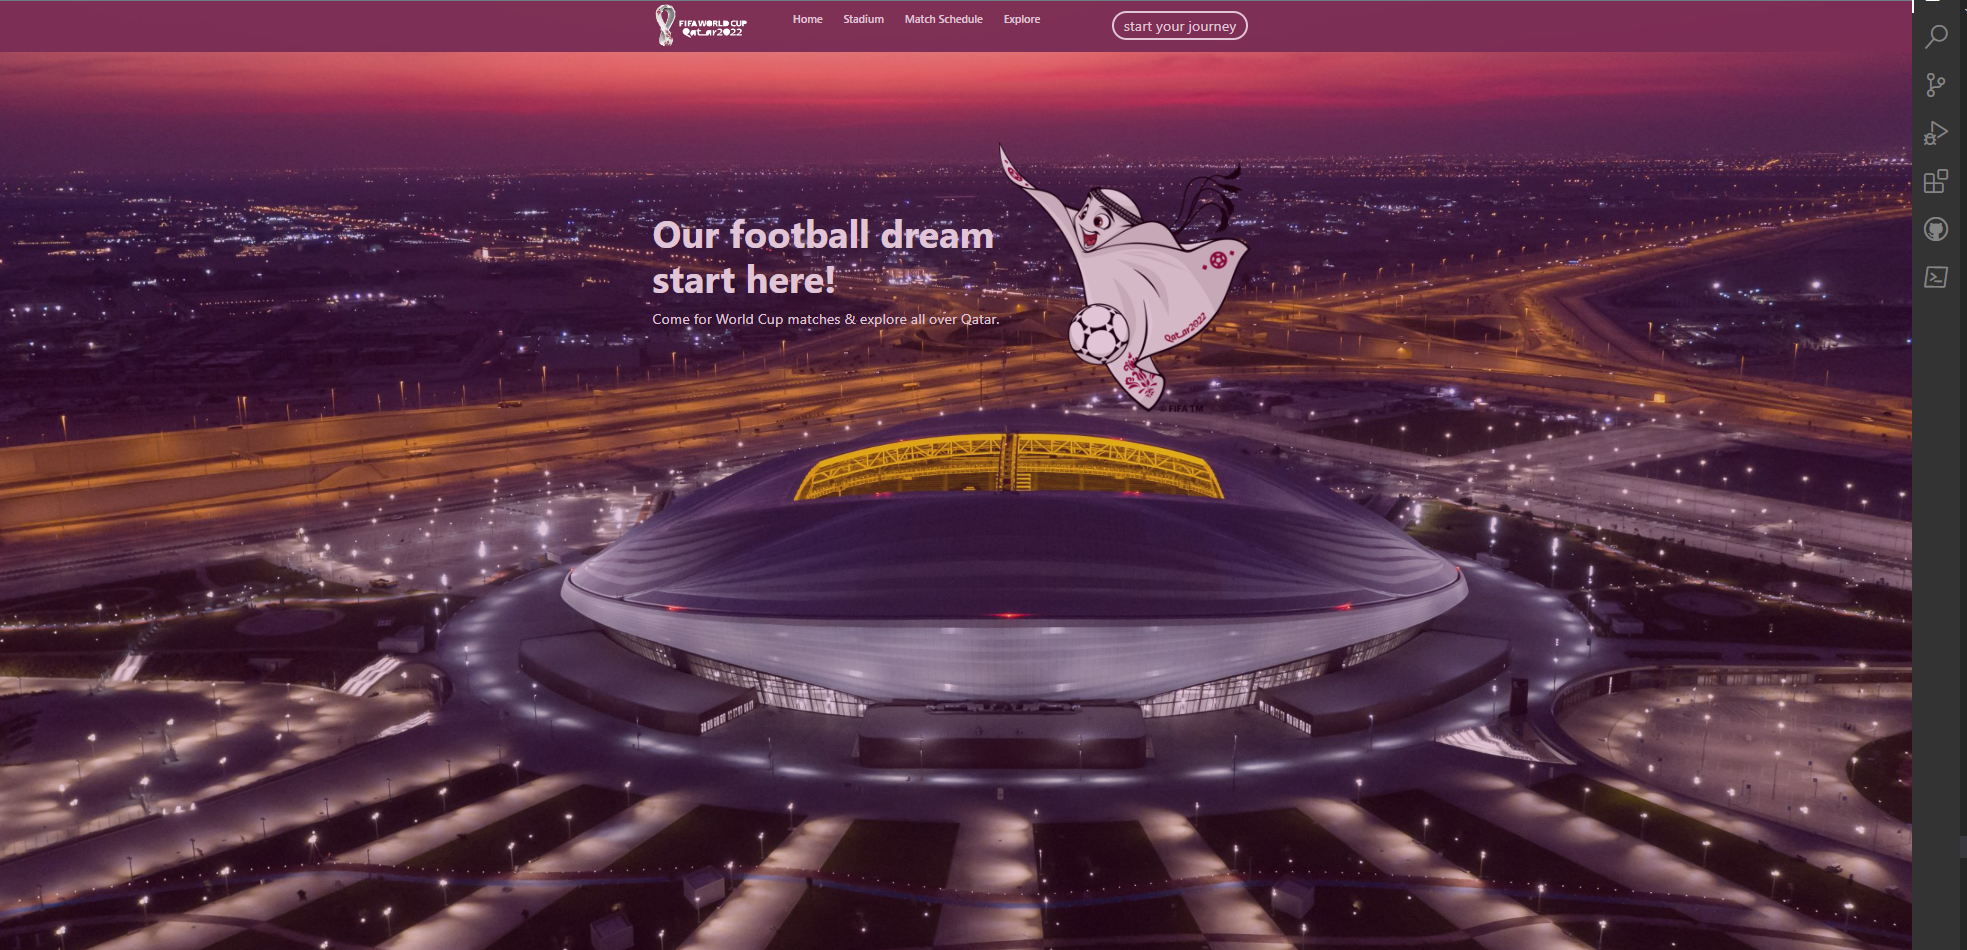 FIFA WORLD CUP
Qatar2022
Home
Stadium
Match Schedule
Explore
start your journey
Our football dream
start here!
Come for World Cup matches & explore all over Qatar.
Qatar2022
© FIFA TM